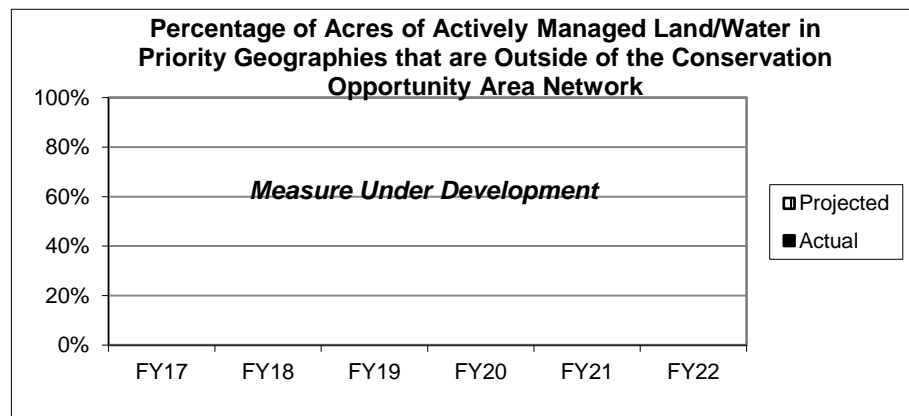 Percentage of Acres of Actively Managed Land/Water in
Priority Geographies that are Outside of the Conservation
Opportunity Area Network
100%
80%
60%
40%
20%
0%
Measure Under Development
FY17 FY18 FY19 FY20 FY21 FY22
Projected
Actual